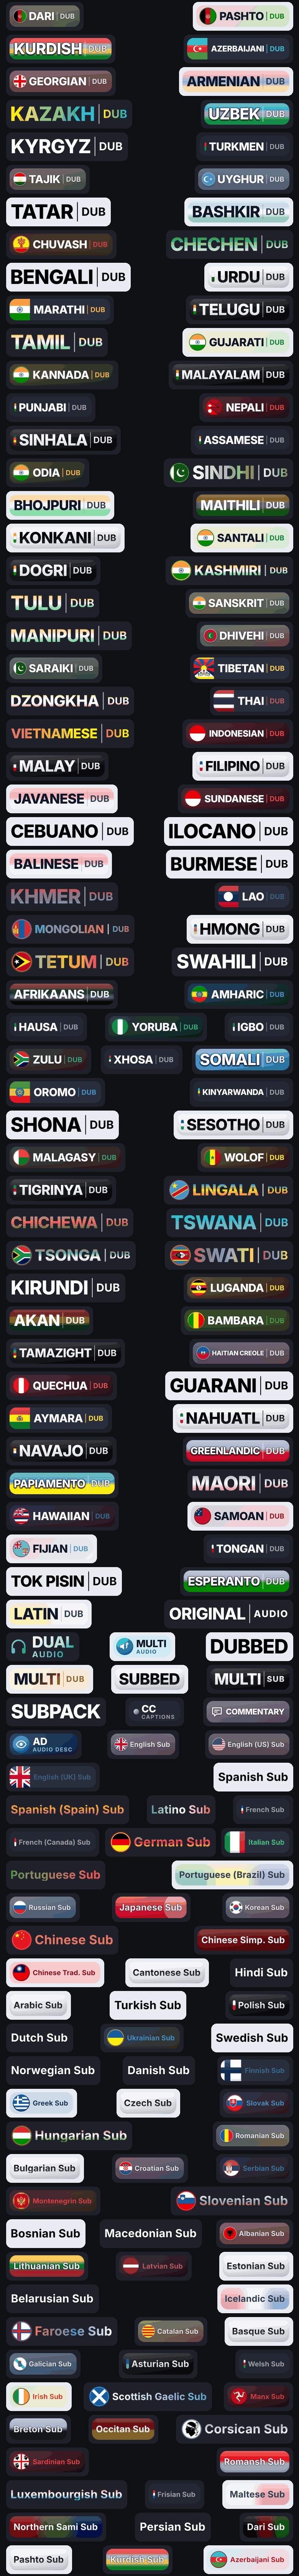 DARI | DUB
PASHTO | DUB
KURDISH | DUB
AZERBAIJANI | DUB
GEORGIAN | DUB
ARMENIAN | DUB
KAZAKH | DUB
UZBEK | DUB
KYRGYZ | DUB
TURKMEN | DUB
TAJIK | DUB
UYGHUR | DUB
TATAR | DUB
BASHKIR | DUB
CHUVASH | DUB
CHECHEN | DUB
BENGALI | DUB
URDU | DUB
MARATHI | DUB
TELUGU | DUB
TAMIL | DUB
GUJARATI | DUB
KANNADA | DUB
MALAYALAM | DUB
PUNJABI | DUB
NEPALI | DUB
SINHALA | DUB
ASSAMESE | DUB
ODIA | DUB
SINDHI | DUB
BHOJPURI | DUB
MAITHILI | DUB
KONKANI | DUB
SANTALI | DUB
DOGRI | DUB
KASHMIRI | DUB
TULU | DUB
SANSKRIT | DUB
MANIPURI | DUB
DHIVEHI | DUB
SARAIKI | DUB
TIBETAN | DUB
DZONGKHA | DUB
THAI | DUB
VIETNAMESE | DUB
INDONESIAN | DUB
MALAY | DUB
FILIPINO | DUB
JAVANESE | DUB
SUNDANESE | DUB
CEBUANO | DUB
ILOCANO | DUB
BALINESE | DUB
BURMESE | DUB
KHMER | DUB
LAO | DUB
MONGOLIAN | DUB
HMONG | DUB
TETUM | DUB
SWAHILI | DUB
AFRIKAANS | DUB
AMHARIC | DUB
HAUSA | DUB
YORUBA | DUB
IGBO | DUB
ZULU | DUB
XHOSA | DUB
SOMALI | DUB
OROMO | DUB
KINYARWANDA | DUB
SHONA | DUB
SESOTHO | DUB
MALAGASY | DUB
WOLOF | DUB
TIGRINYA | DUB
LINGALA | DUB
CHICHEWA | DUB
TSWANA | DUB
TSONGA | DUB
SWATI | DUB
KIRUNDI | DUB
LUGANDA | DUB
AKAN | DUB
BAMBARA | DUB
TAMAZIGHT | DUB
HAITIAN CREOLE | DUB
QUECHUA | DUB
GUARANI | DUB
AYMARA | DUB
NAHUATL | DUB
NAVAJO | DUB
GREENLANDIC | DUB
PAPIAMENTO | DUB
MAORI | DUB
HAWAIIAN | DUB
SAMOAN | DUB
FIJIAN | DUB
TONGAN | DUB
TOK PISIN | DUB
ESPERANTO | DUB
LATIN | DUB
ORIGINAL | AUDIO
DUAL
AUDIO
MULTI
AUDIO
DUBBED
MULTI | DUB
SUBBED
MULTI | SUB
SUBPACK
CC
CAPTIONS
COMMENTARY
AD
AUDIO DESC
English Sub
English (US) Sub
English (UK) Sub
Spanish Sub
Spanish (Spain) Sub
Latino Sub
French Sub
French (Canada) Sub
German Sub
Italian Sub
Portuguese Sub
Portuguese (Brazil) Sub
Russian Sub
Japanese Sub
Korean Sub
Chinese Sub
Chinese Simp. Sub
Chinese Trad. Sub
Cantonese Sub
Hindi Sub
Arabic Sub
Turkish Sub
Polish Sub
Dutch Sub
Ukrainian Sub
Swedish Sub
Norwegian Sub
Danish Sub
Finnish Sub
Greek Sub
Czech Sub
Slovak Sub
Hungarian Sub
Romanian Sub
Bulgarian Sub
Croatian Sub
Serbian Sub
Montenegrin Sub
Slovenian Sub
Bosnian Sub
Macedonian Sub
Albanian Sub
Lithuanian Sub
Latvian Sub
Estonian Sub
Belarusian Sub
Icelandic Sub
Faroese Sub
Catalan Sub
Basque Sub
Galician Sub
Asturian Sub
Welsh Sub
Irish Sub
Scottish Gaelic Sub
Manx Sub
Breton Sub
Occitan Sub
Corsican Sub
Sardinian Sub
Romansh Sub
Luxembourgish Sub
Frisian Sub
Maltese Sub
Northern Sami Sub
Persian Sub
Dari Sub
Pashto Sub
Kurdish Sub
Azerbaijani Sub